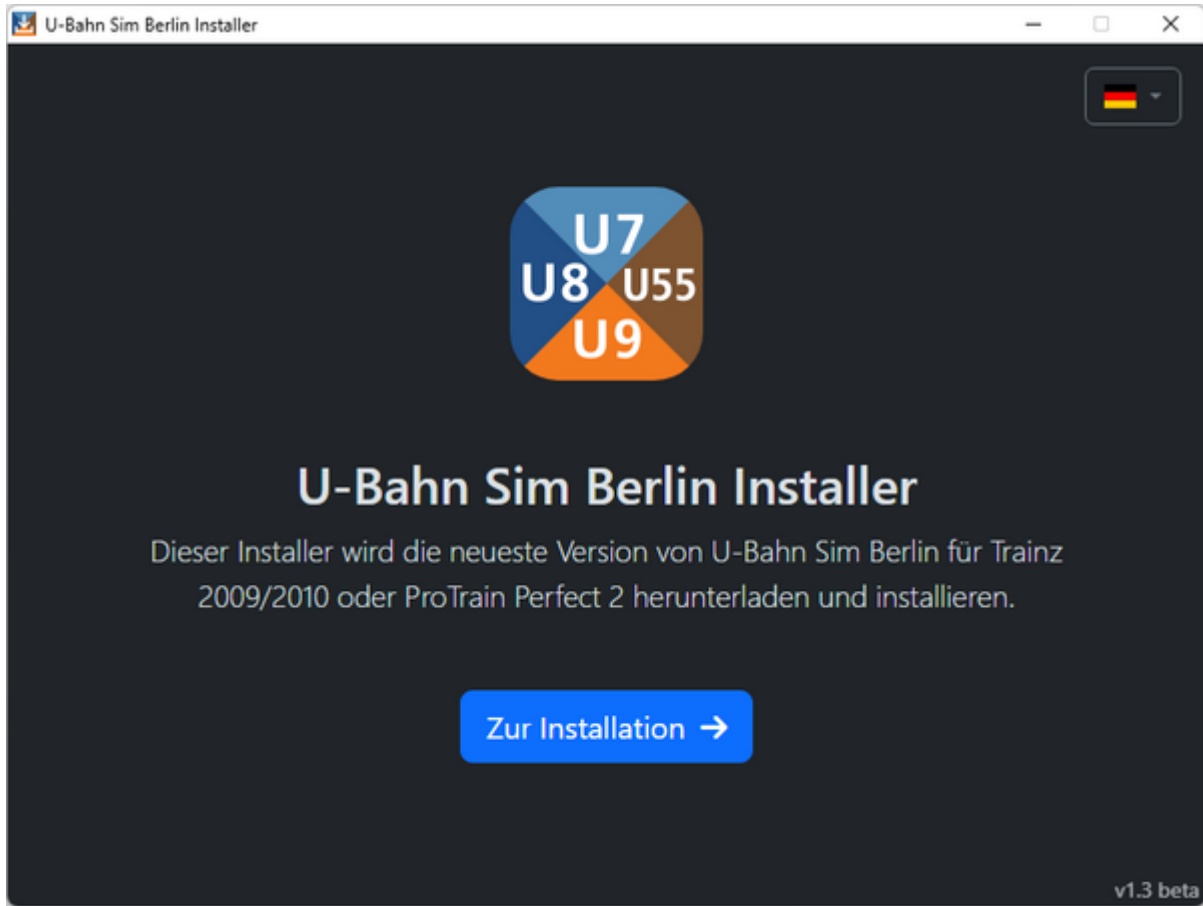 U-Bahn Sim Berlin Installer
U7
U8 U55
U9
U-Bahn Sim Berlin Installer
Dieser Installer wird die neueste Version von U-Bahn Sim Berlin für Trainz
2009/2010 oder ProTrain Perfect 2 herunterladen und installieren.
Zur Installation →
v1.3 beta